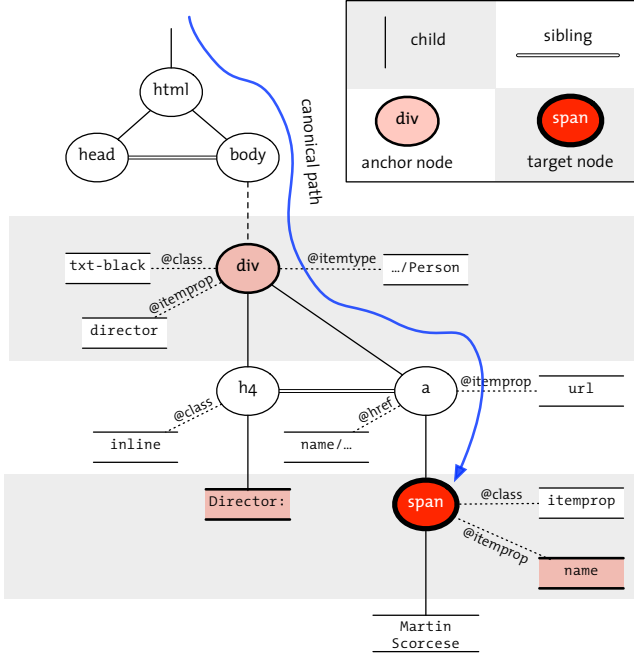 child
sibling
div
anchor node
span
target node
html
head
body
canonical path
div
@class
txt-black
@itemprop
director
@itemtype
…/Person
h4
@class
inline
a
@href
name/…
@itemprop
url
Director:
span
@class
itemprop
@itemprop
name
Martin
Scorcese